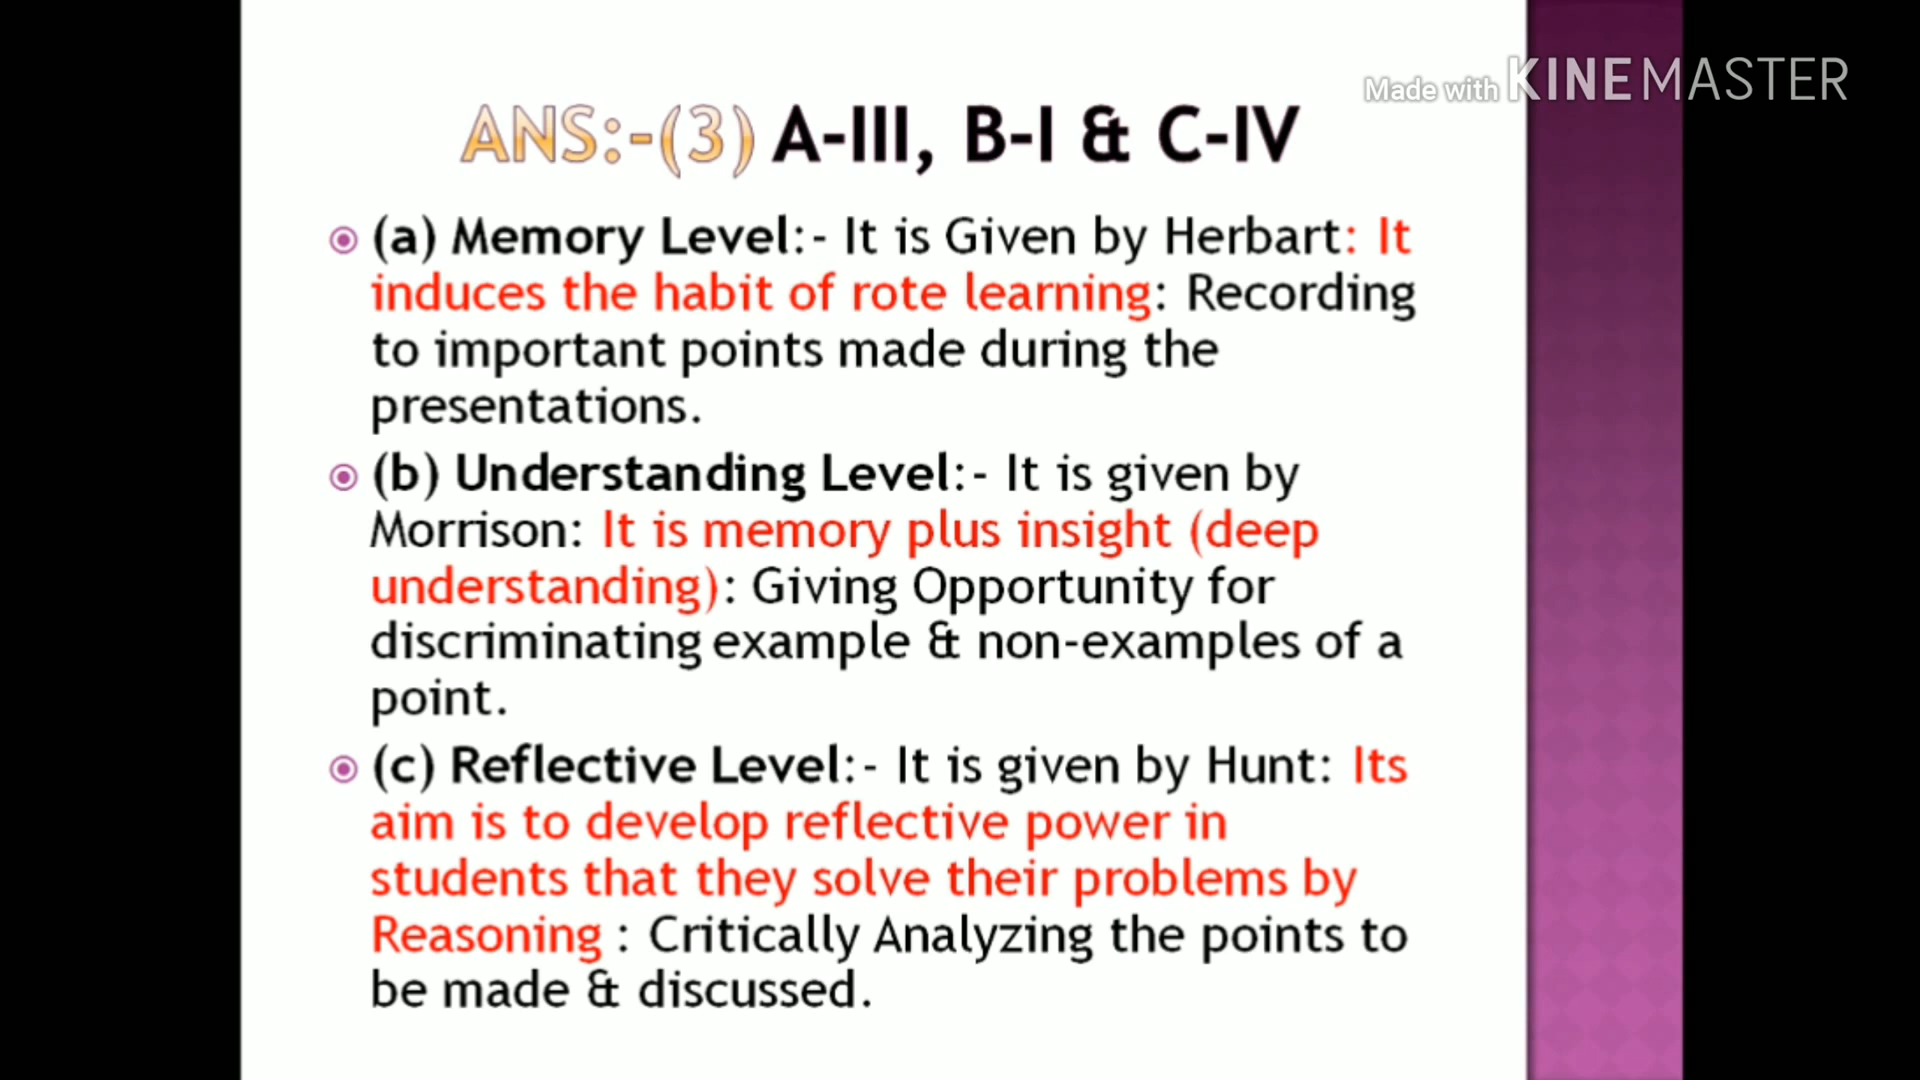 Made with KINEMASTER
ANS:-(3) A-III, B-I & C-IV
(a) Memory Level:- It is Given by Herbart: It
induces the habit of rote learning: Recording
to important points made during the
presentations.
(b) Understanding Level:- It is given by
Morrison: It is memory plus insight (deep
understanding): Giving Opportunity for
discriminating example & non-examples of a
point.
(c) Reflective Level:- It is given by Hunt: Its
aim is to develop reflective power in
students that they solve their problems by
Reasoning : Critically Analyzing the points to
be made & discussed.